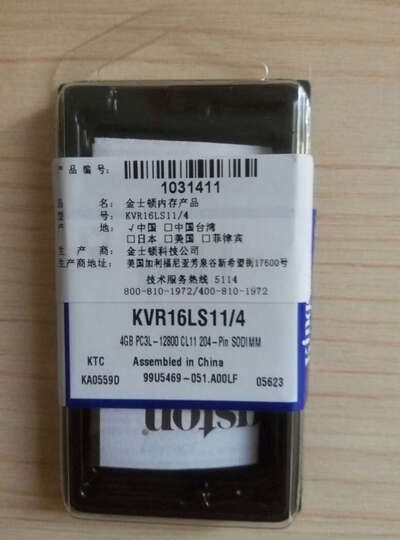 产品编号:
1031411
品 名: 金士顿内存产品
型 号: KVR16LS11/4
产 地: √中国 □中国台湾
□日本 □美国 □菲律宾
生 产 商: 金士顿科技公司
生产商地址: 美国加利福尼亚芳泉谷新希望街17600号
技术服务热线 5114
800-810-1972/400-810-1972
KVR16LS11/4
4GB PC3L-12800 CL11 204-Pin SODIMM
KTC Assembled in China
KA0559D 99U5469-051.A00LF 05623